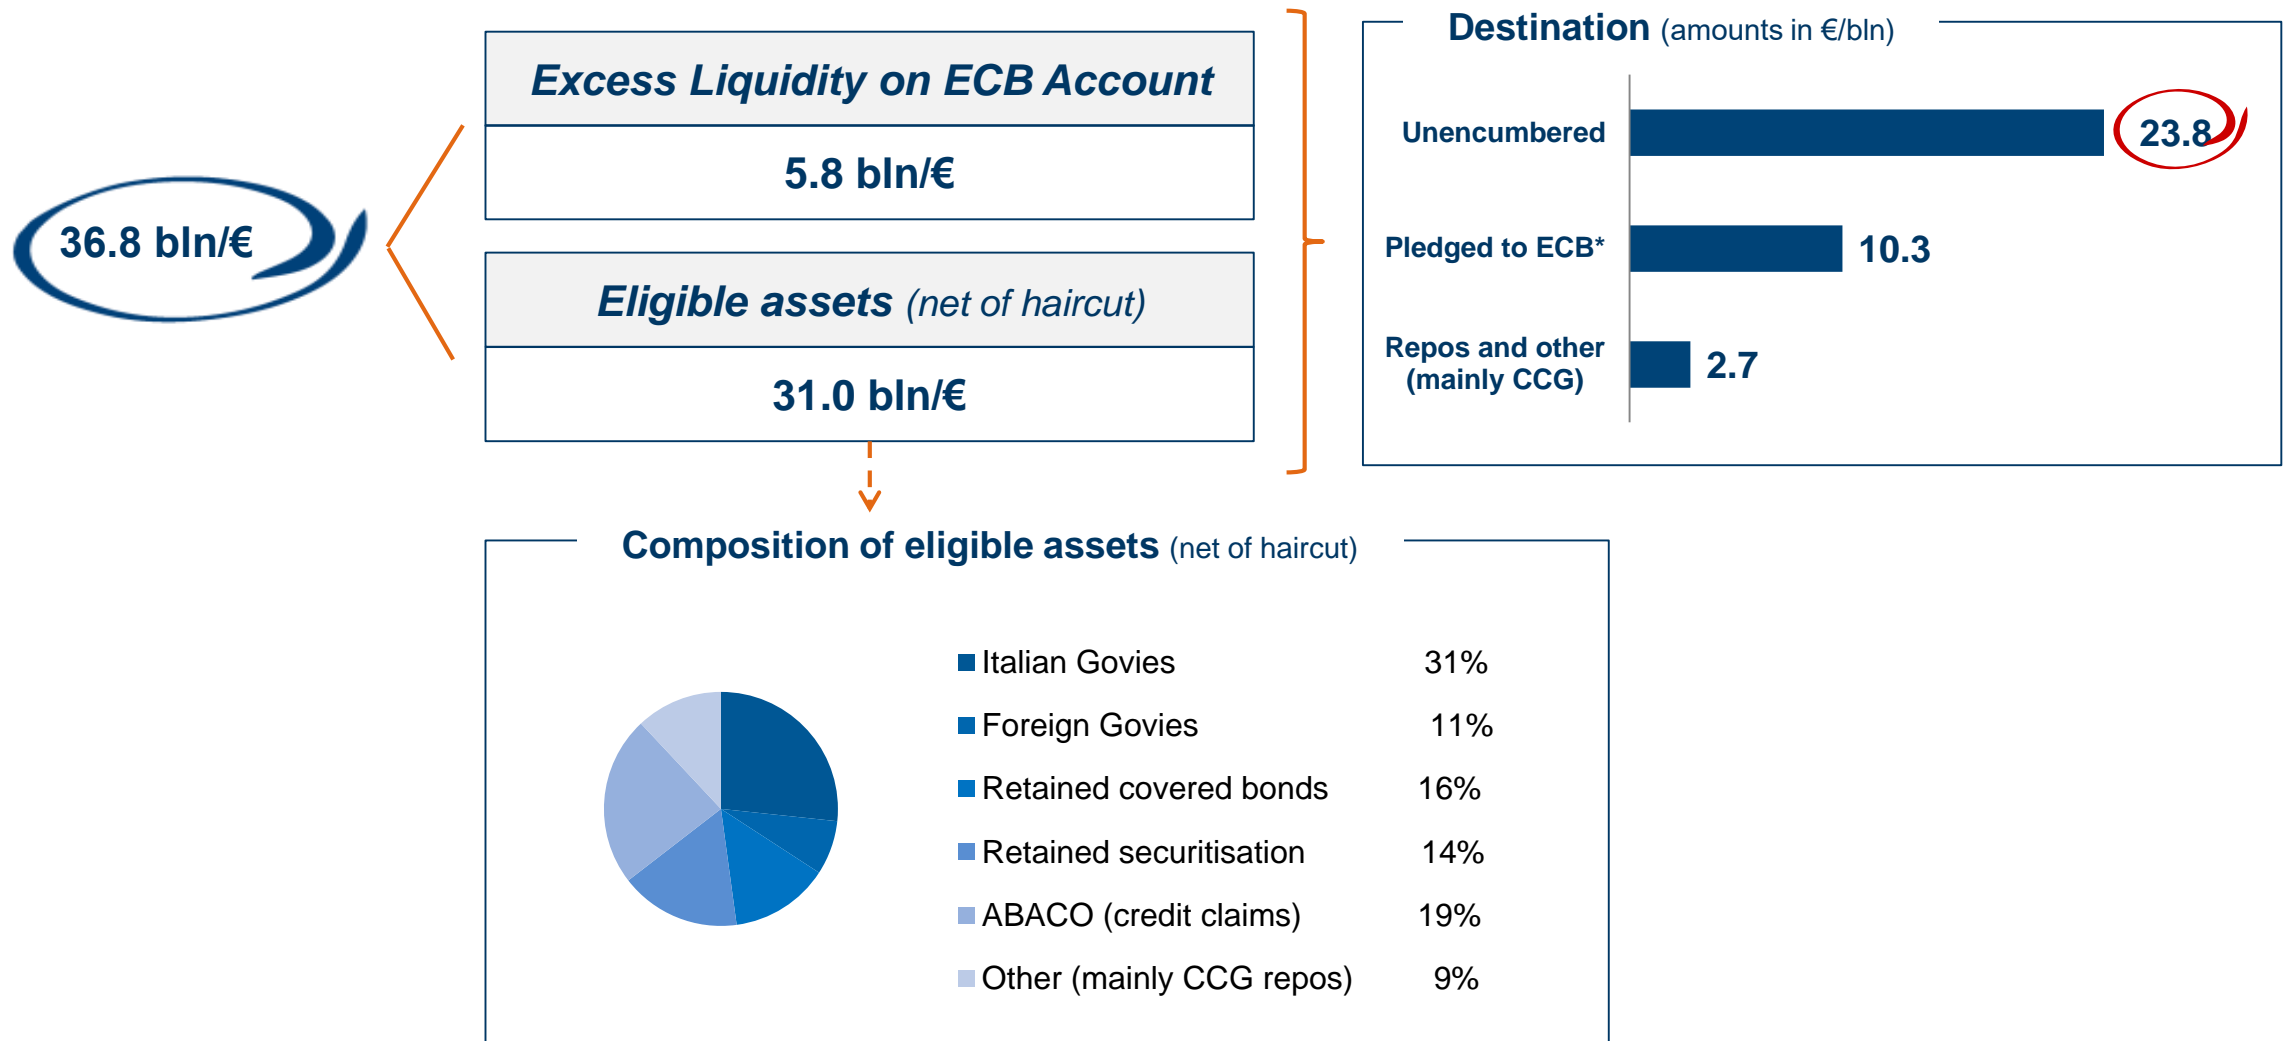 36.8 bln/€
Excess Liquidity on ECB Account
5.8 bln/€
Eligible assets (net of haircut)
31.0 bln/€
Destination (amounts in €/bln)
Unencumbered
23.8
Pledged to ECB*
10.3
Repos and other
(mainly CCG)
2.7
Composition of eligible assets (net of haircut)
Italian Govies 31%
Foreign Govies 11%
Retained covered bonds 16%
Retained securitisation 14%
ABACO (credit claims) 19%
Other (mainly CCG repos) 9%